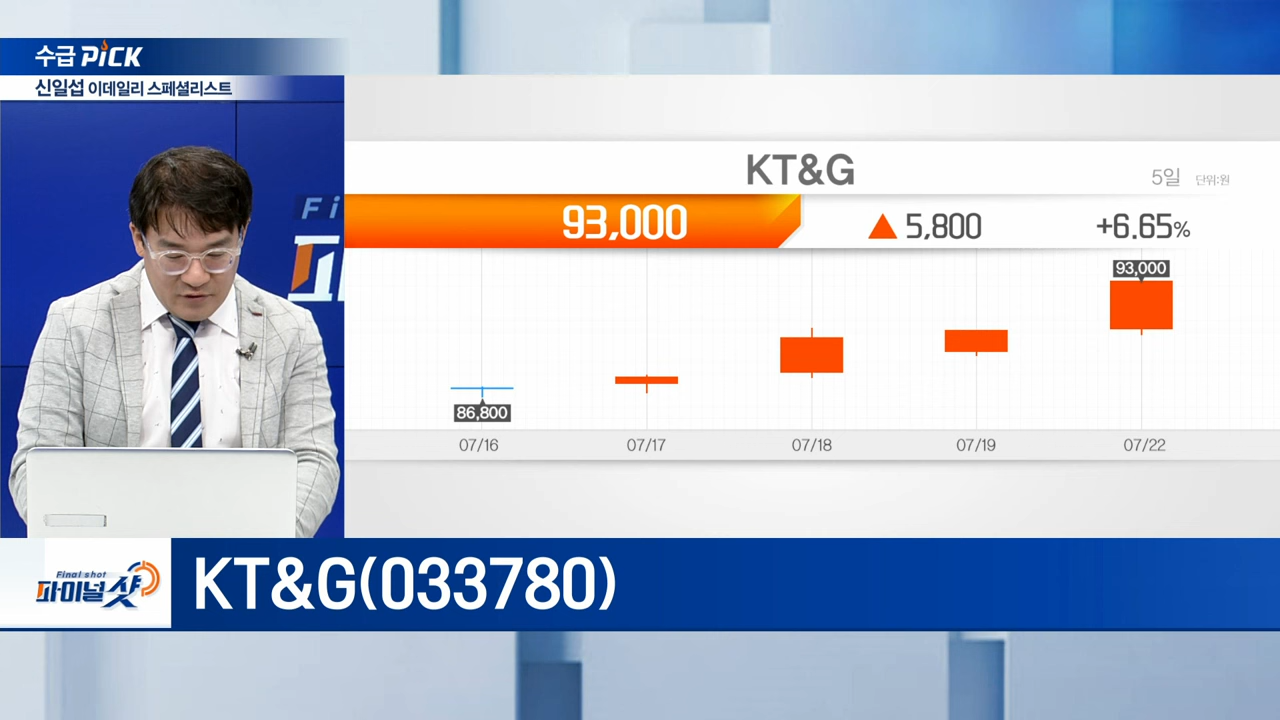 수급 PICK
신일섭 이데일리 스페셜리스트
Fi
파
KT&G
5일 단위:원
93,000 ▲ 5,800 +6.65%
93,000
86,800
07/16 07/17 07/18 07/19 07/22
Final shot
파이널샷
KT&G(033780)